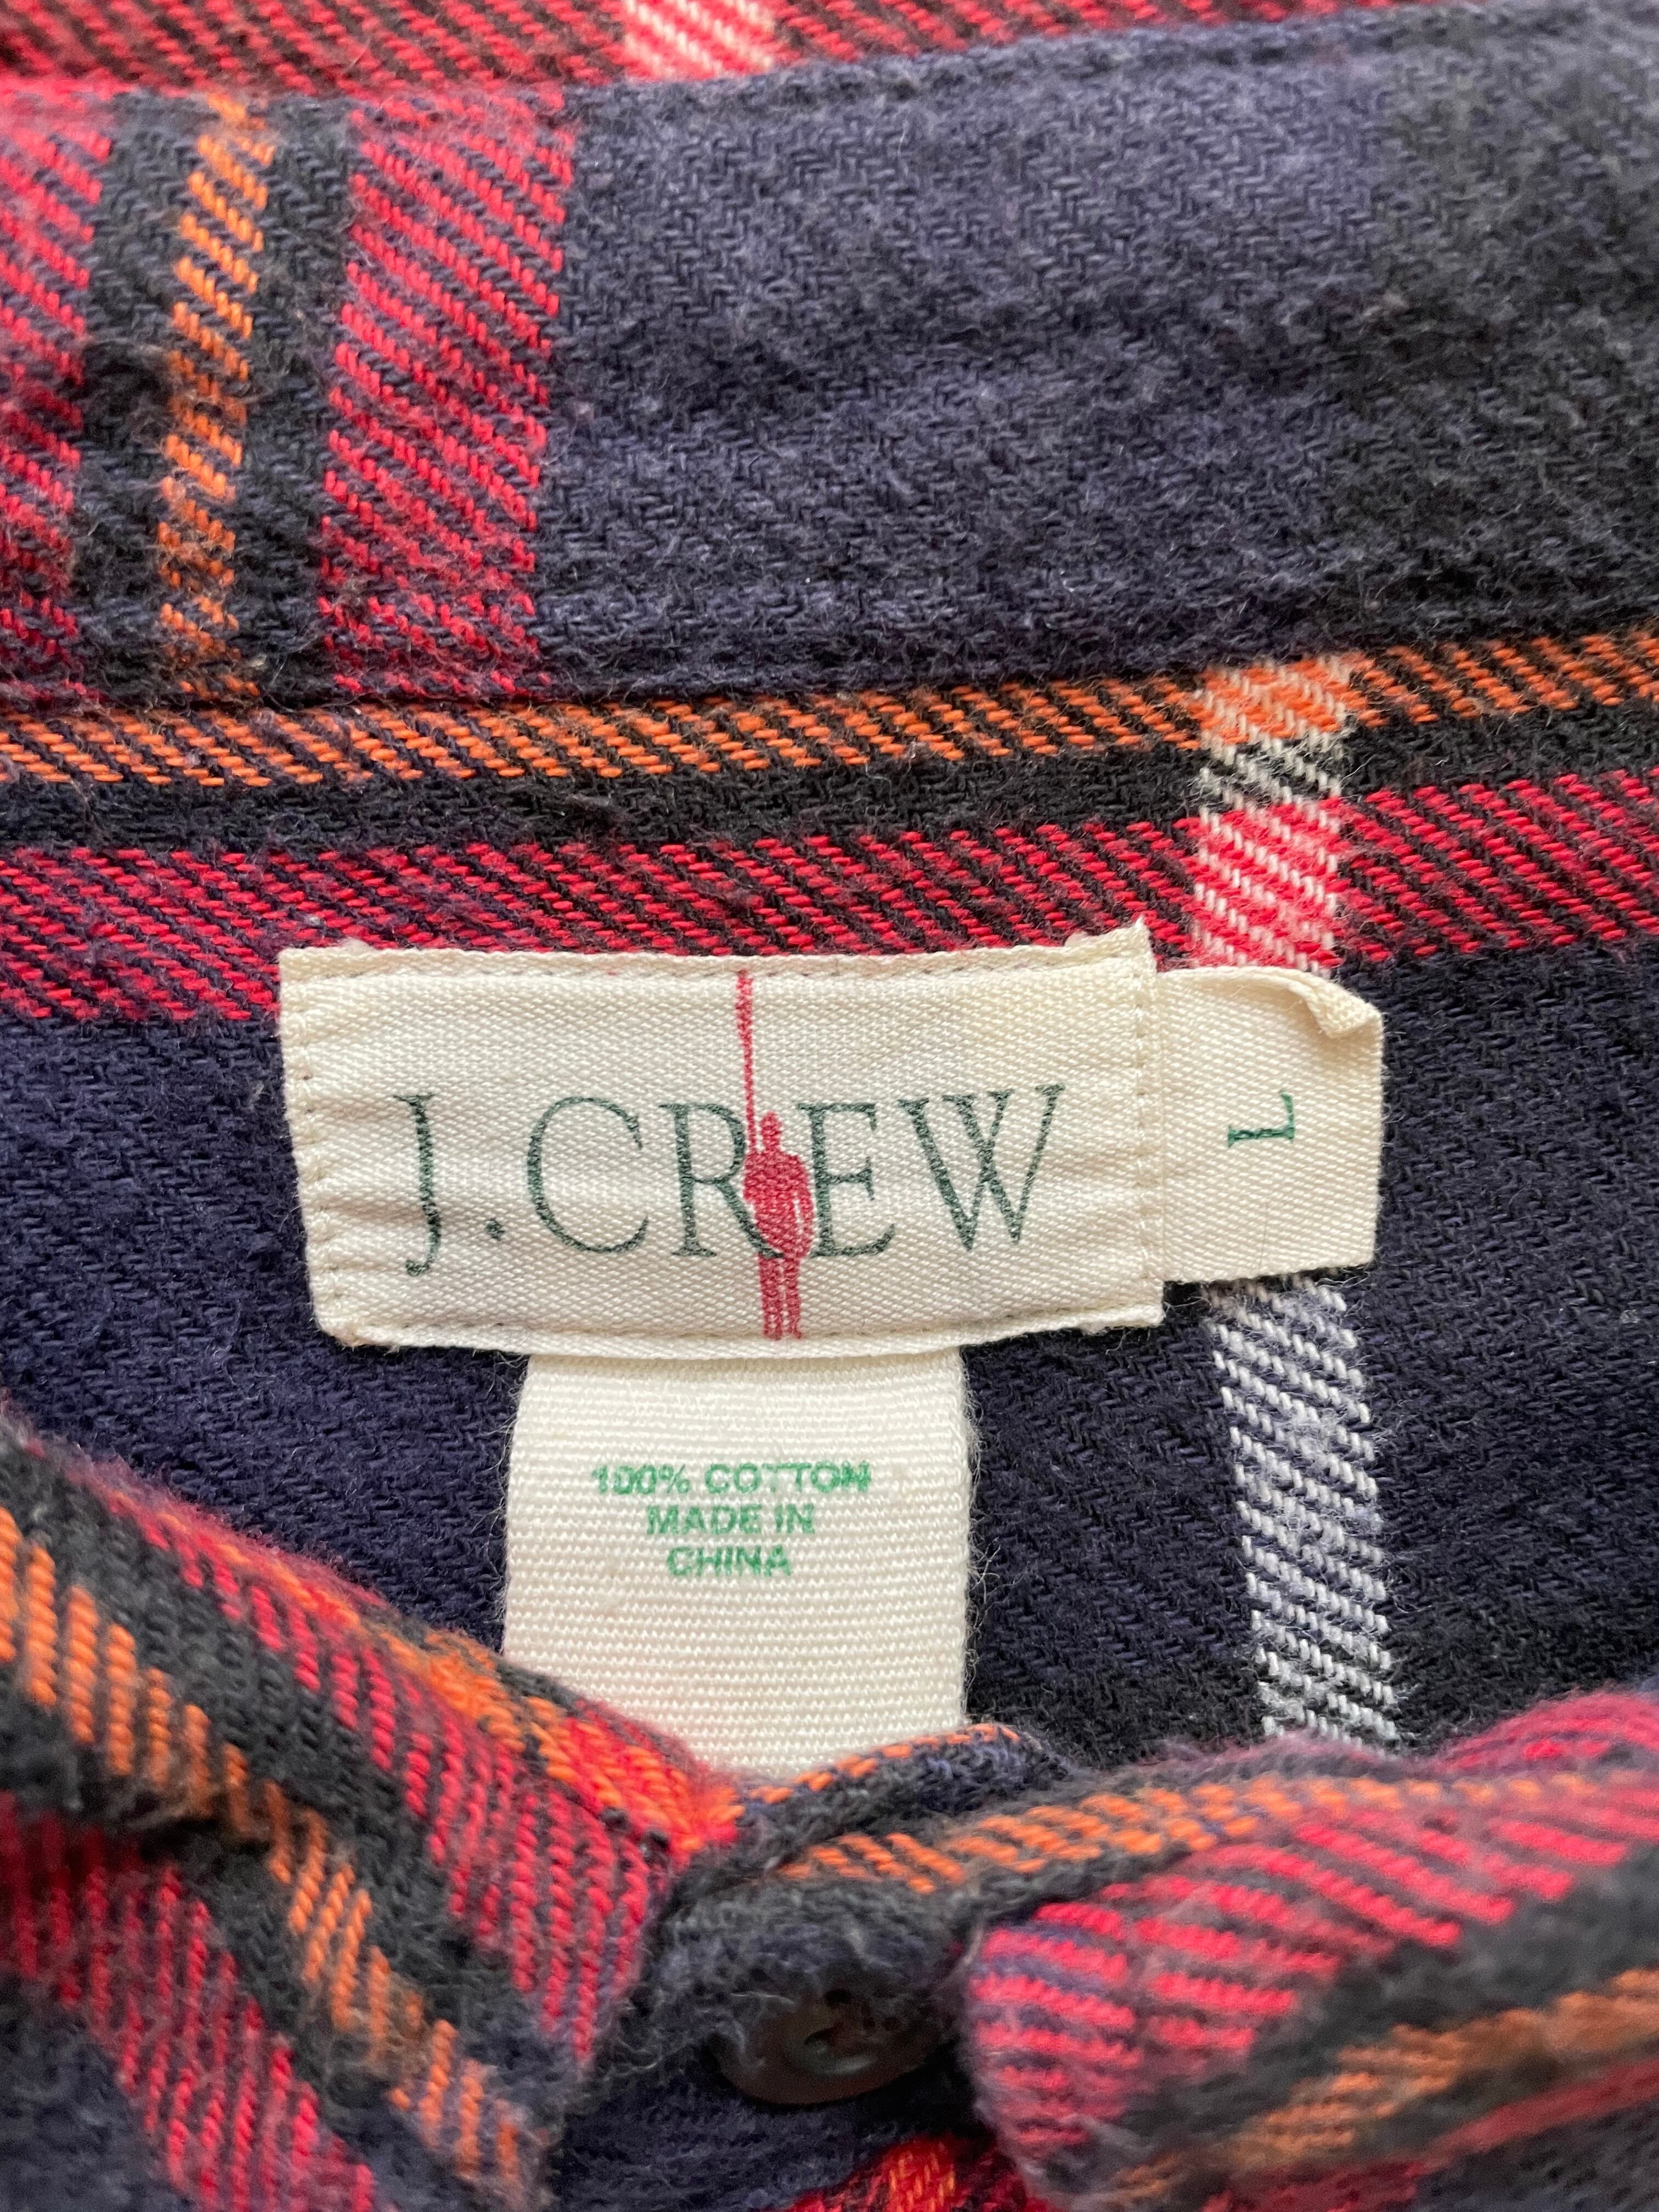 J.CREW
L
100% COTTON
MADE IN
CHINA